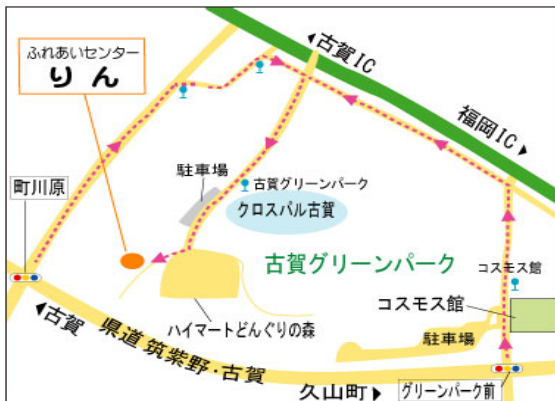 ふれあいセンター
りん
古賀IC
福岡IC
町川原
駐車場
古賀グリーンパーク
クロスパル古賀
古賀グリーンパーク
コスモス館
コスモス館
駐車場
古賀
県道 筑紫野・古賀
ハイマートどんぐりの森
久山町
グリーンパーク前